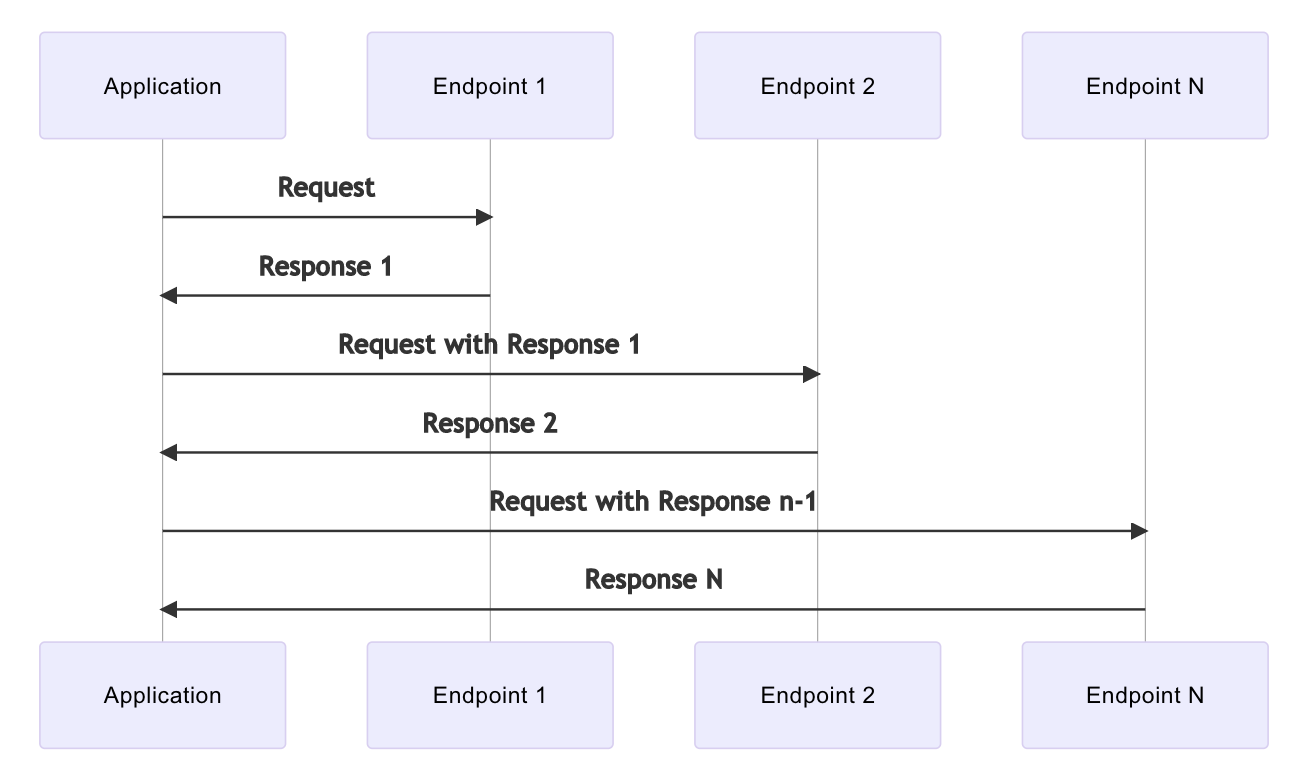 Application
Endpoint 1
Endpoint 2
Endpoint N
Request
Response 1
Request with Response 1
Response 2
Request with Response n-1
Response N
Application
Endpoint 1
Endpoint 2
Endpoint N